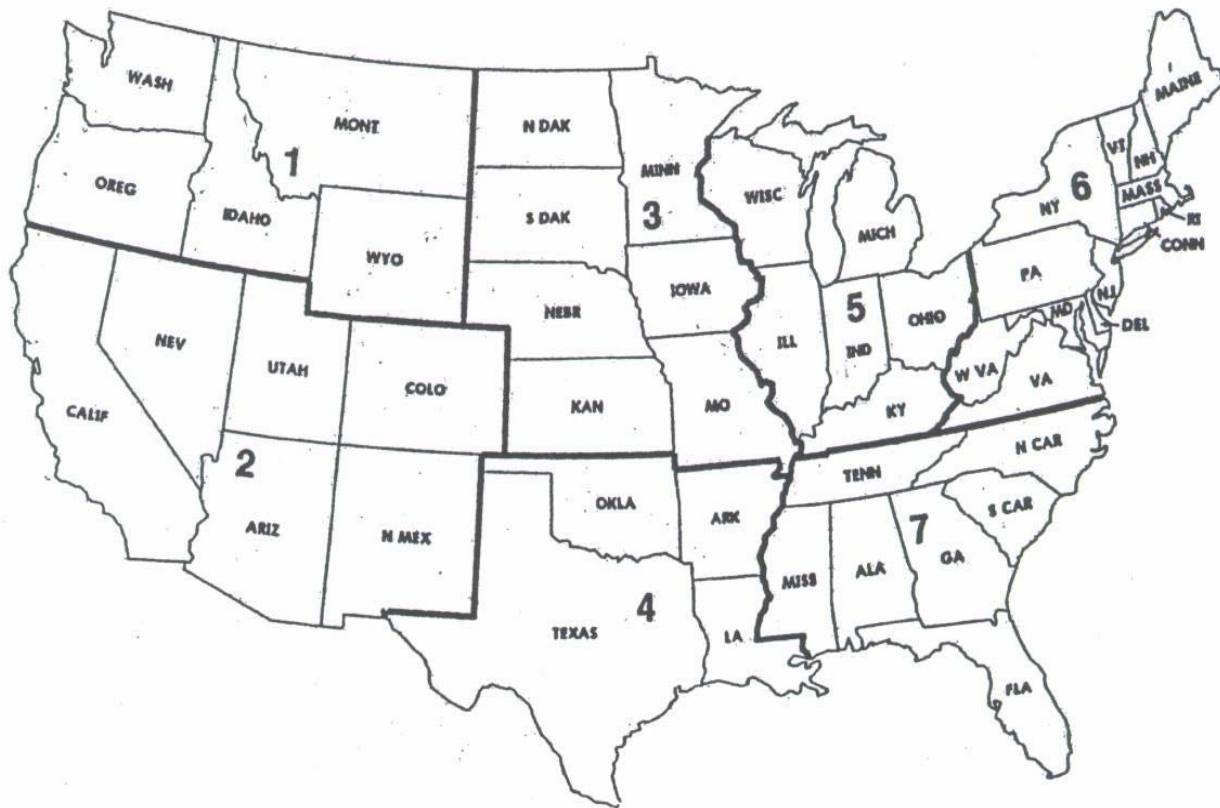 WASH
MONT
N DAK
MINN
MAINE
VT
NH
1
OREG
IDAHO
S DAK
3
WISC
MICH
NY
6
MASS
RI
CONN
WYO
IOWA
PA
NEBR
5
OHIO
MD
N.J.
DEL
NEV
UTAH
COLO
ILL
IND
W VA
VA
CALIF
KAN
MO
KY
2
N CAR
TENN
ARIZ
N MEX
OKLA
ARK
S CAR
7
GA
MISS
ALA
4
TEXAS
LA
FLA